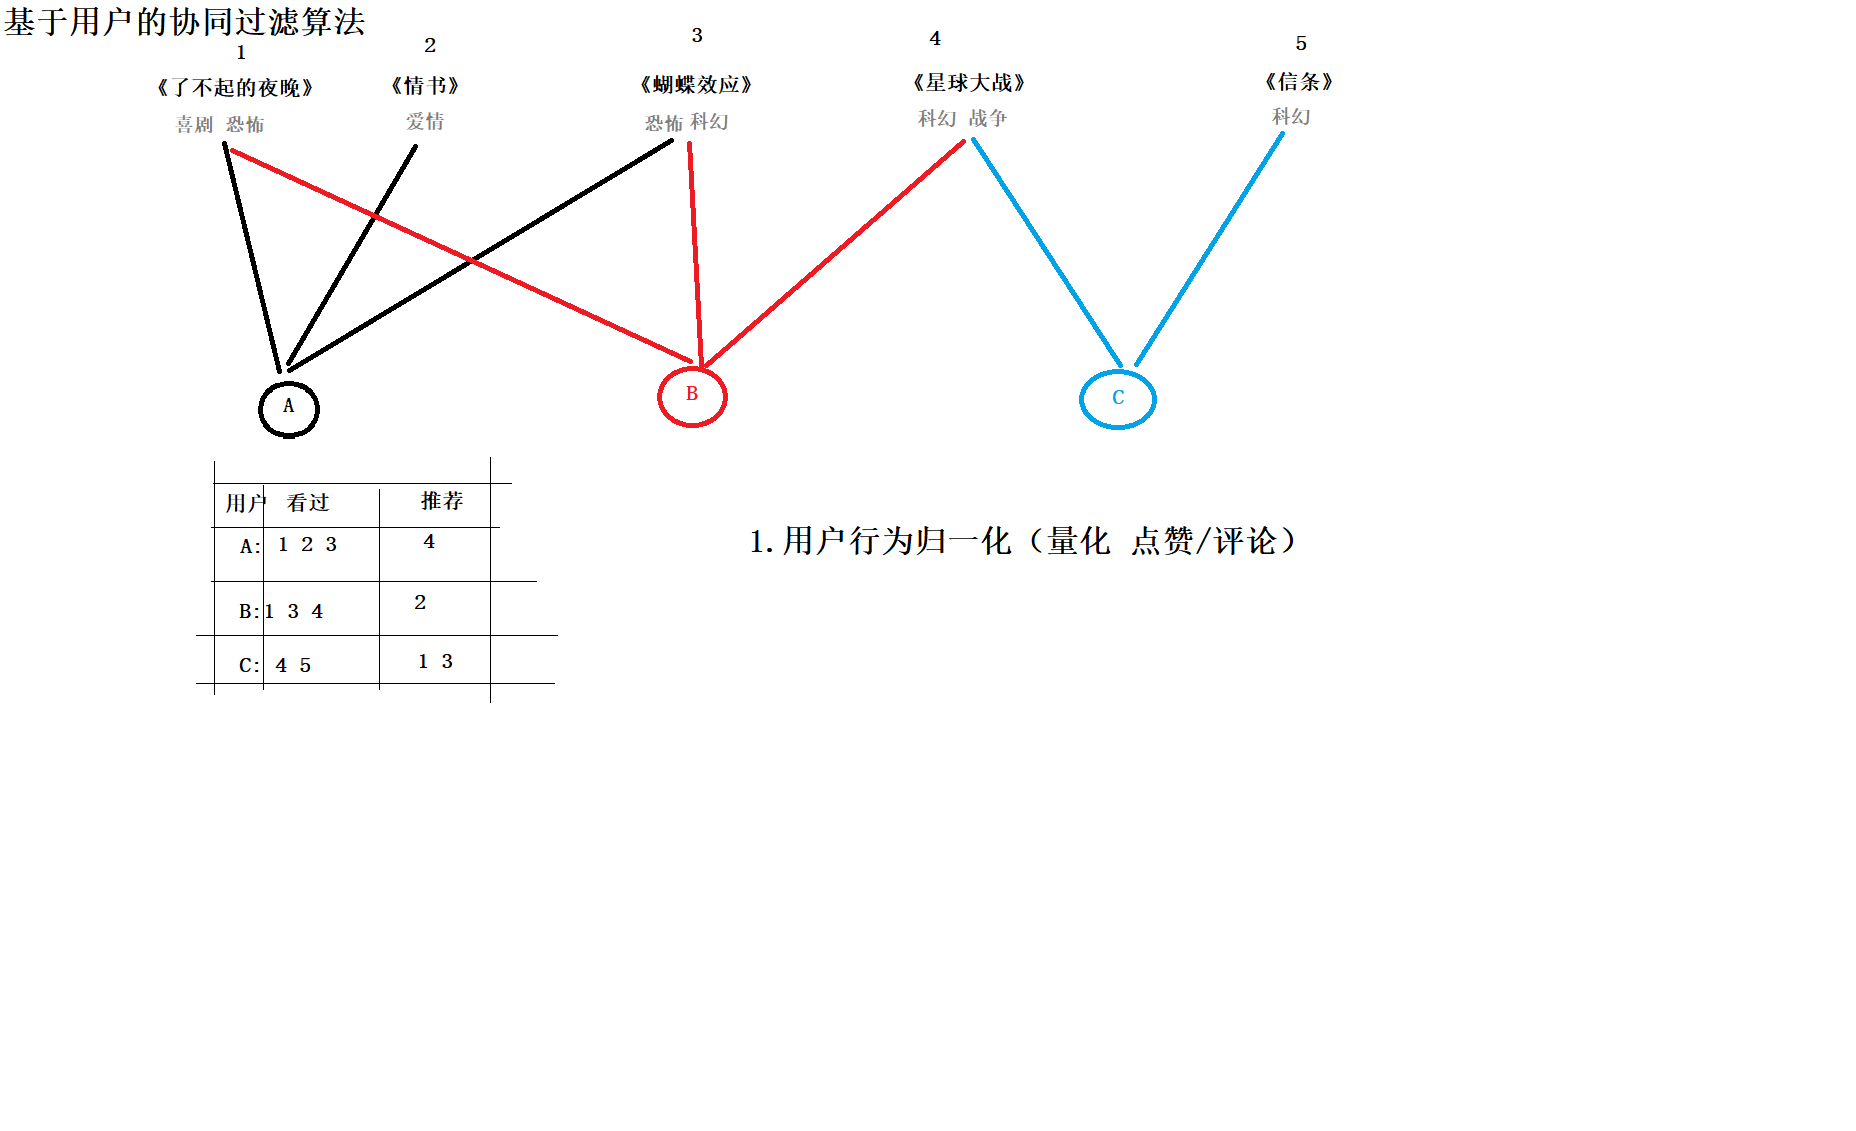 基于用户的协同过滤算法
1 2 3 4 5
《了不起的夜晚》 《情书》 《蝴蝶效应》 《星球大战》 《信条》
喜剧 恐怖 爱情 恐怖 科幻 科幻 战争 科幻
A B C
用户 看过 推荐
A: 1 2 3 4
B: 1 3 4 2
C: 4 5 1 3
1.用户行为归一化（量化 点赞/评论）